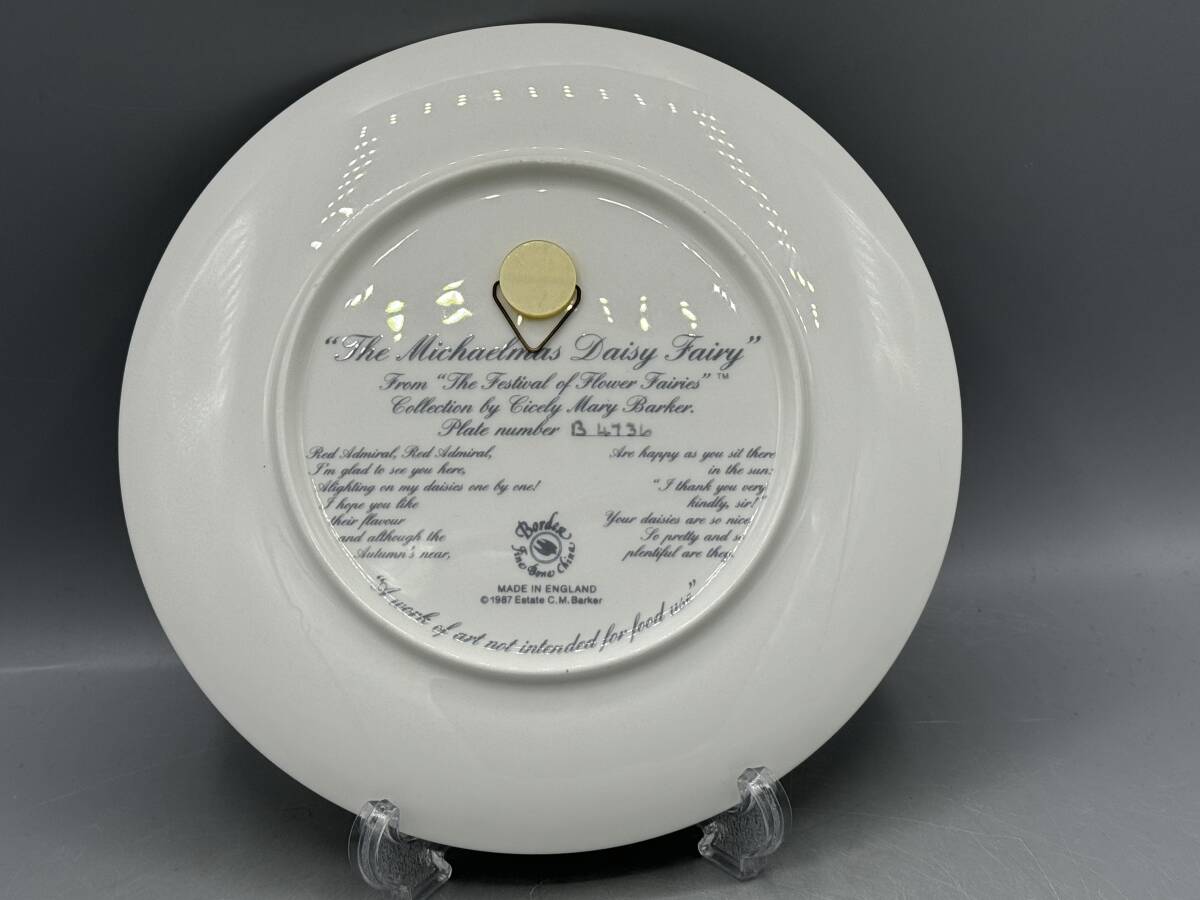 "The Michaelmas Daisy Fairy"
From "The Festival of Flower Fairies" ™
Collection by Cicely Mary Barker.
Plate number B 4736
Red Admiral, Red Admiral,
I'm glad to see you here,
Alighting on my daisies one by one!
I hope you like
their flavour
and although the
Autumn's near,
Are happy as you sit there
in the sun:
"I thank you very
kindly, sir!
Your daisies are so nice
So pretty and so
plentiful are they
Border
Fine Bone China
MADE IN ENGLAND
© 1987 Estate C.M. Barker
"A work of art not intended for food use"